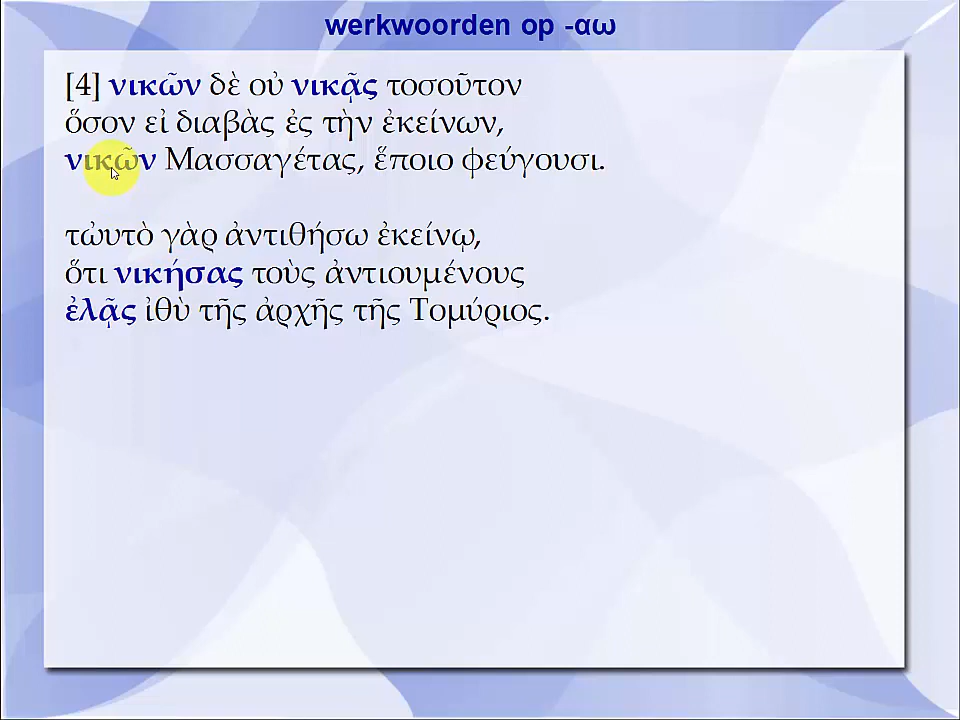 werkwoorden op -αω
[4] νικῶν δὲ οὐ νικᾷς τοσοῦτον
ὅσον εἰ διαβὰς ἐς τὴν ἐκείνων,
νικῶν Μασσαγέτας, ἕποιο φεύγουσι.
τὠυτὸ γὰρ ἀντιθήσω ἐκείνῳ,
ὅτι νικήσας τοὺς ἀντιουμένους
ἐλᾷς ἰθὺ τῆς ἀρχῆς τῆς Τομύριος.